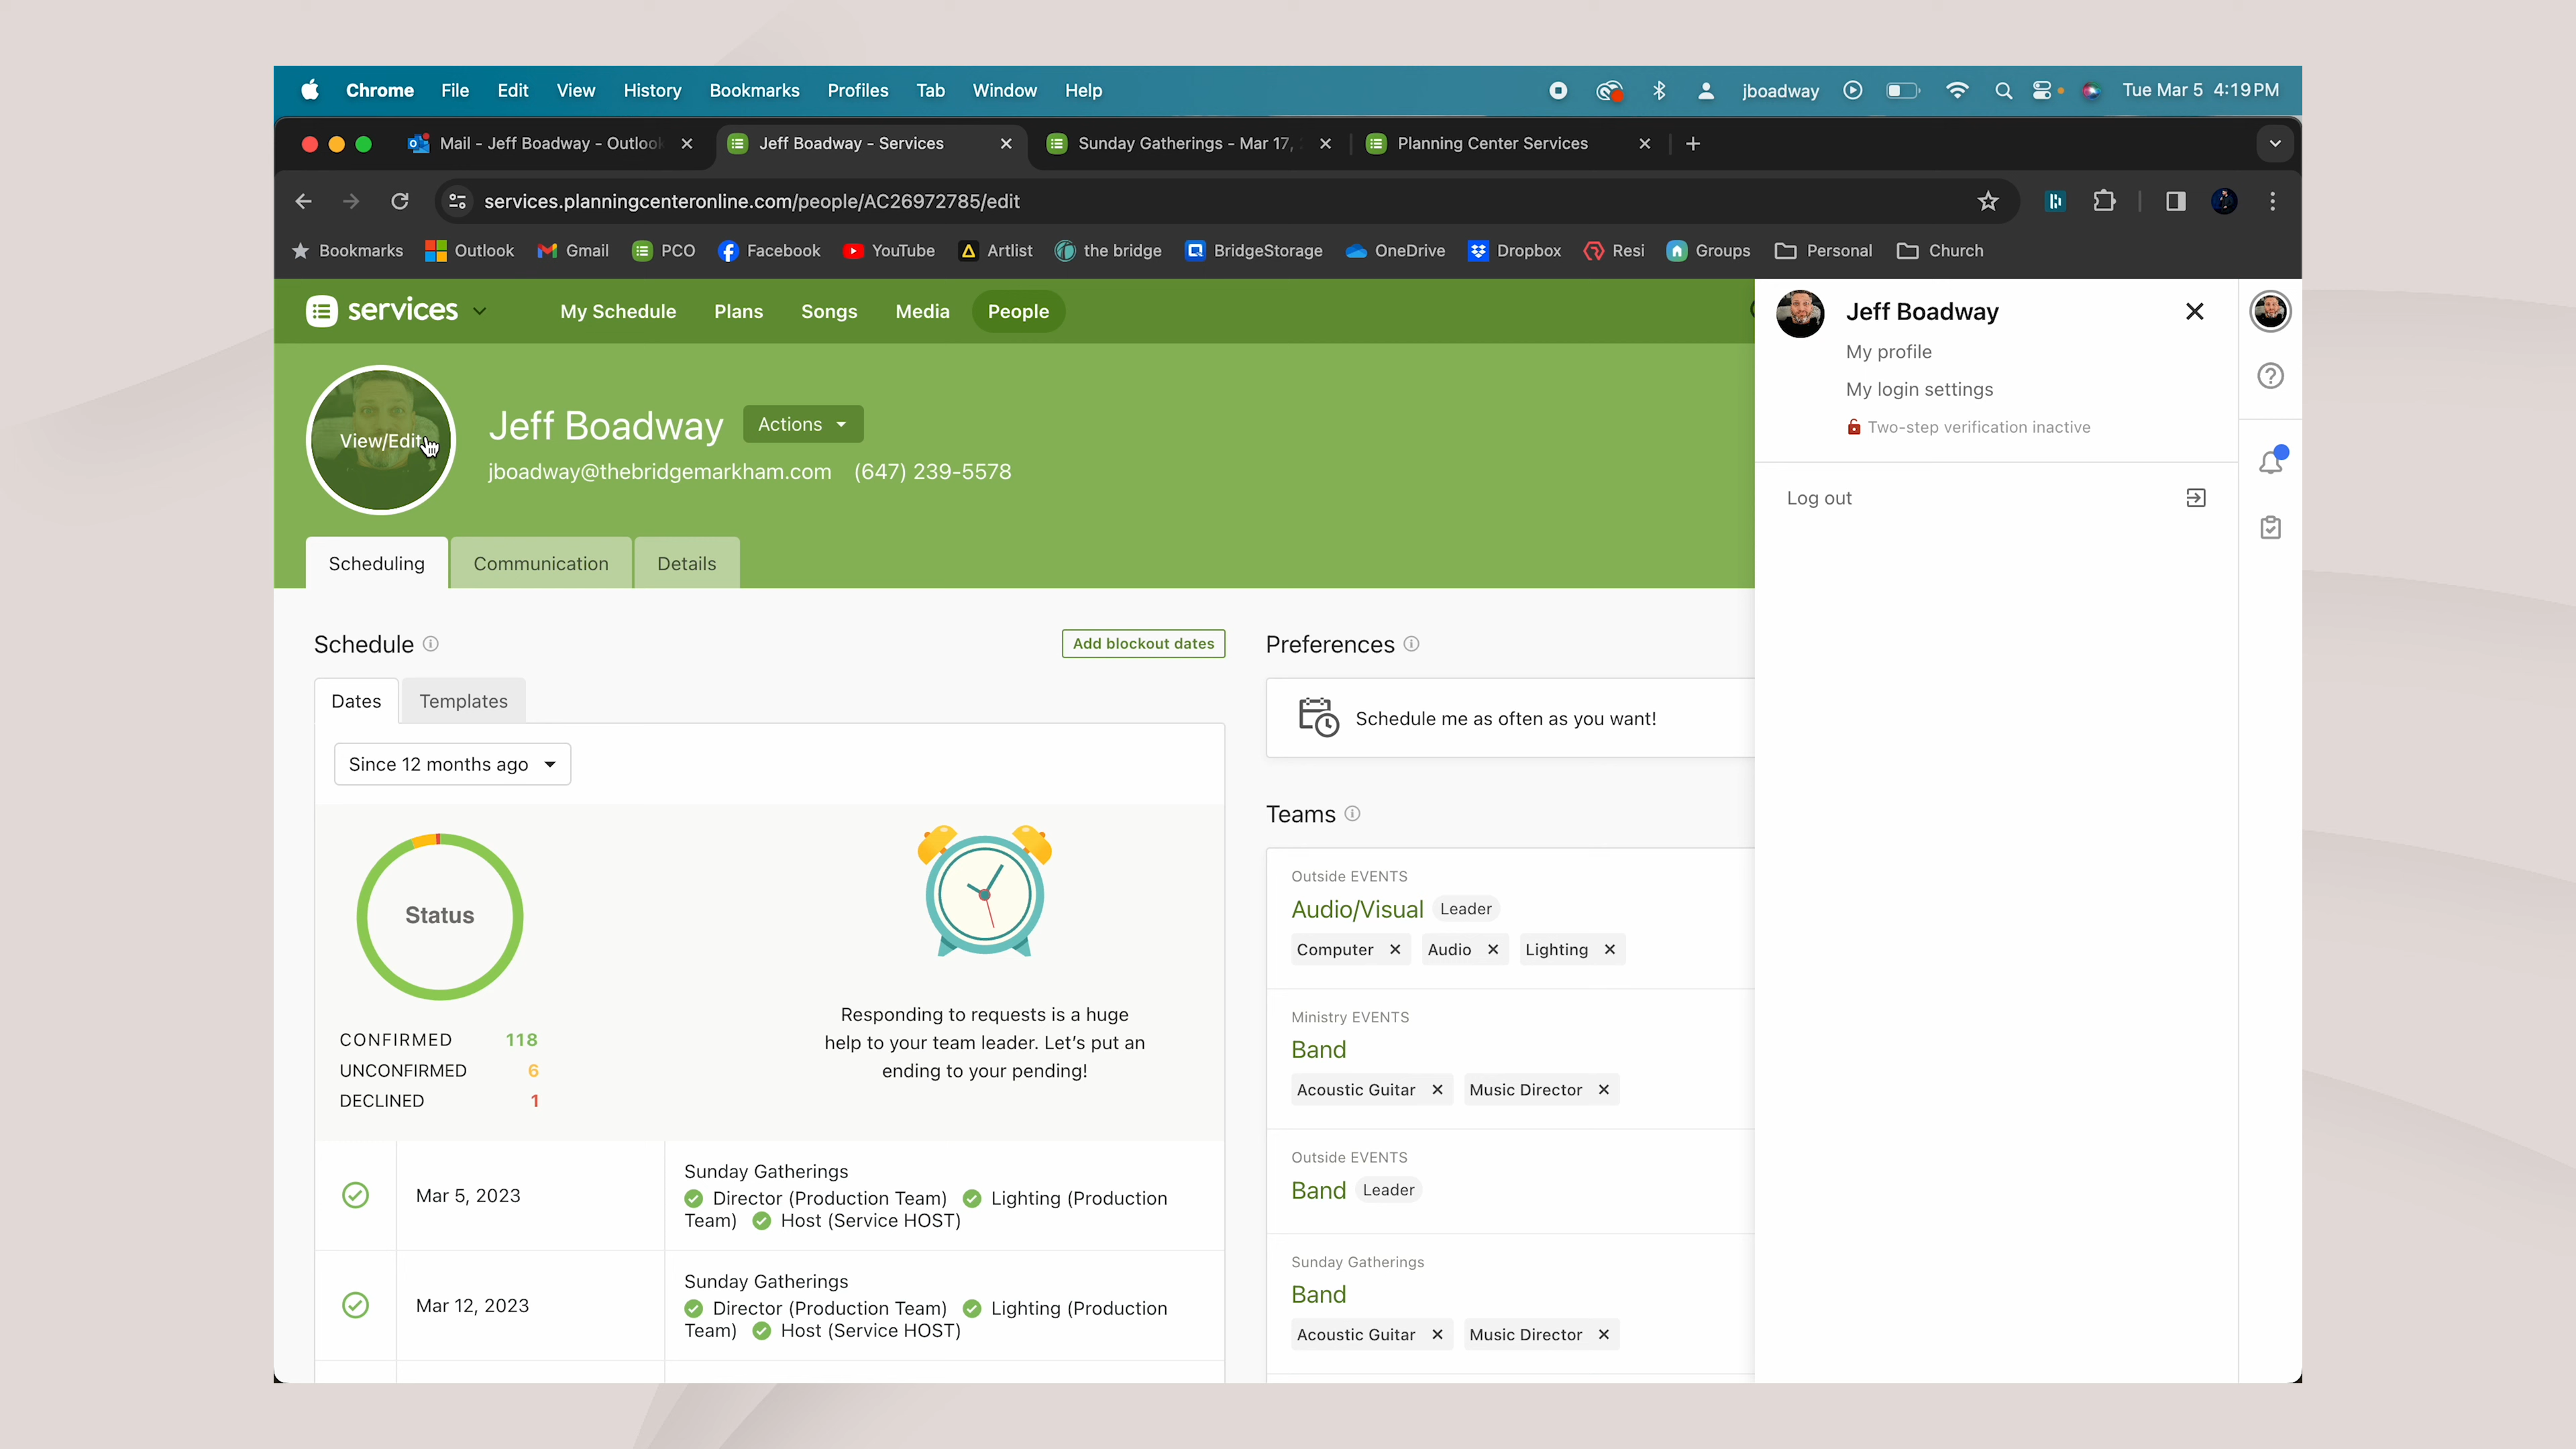 Chrome File Edit View History Bookmarks Profiles Tab Window Help jboadway Tue Mar 5 4:19 PM
Mail - Jeff Boadway - Outlook Jeff Boadway - Services Sunday Gatherings - Mar 17, Planning Center Services
services.planningcenteronline.com/people/AC26972785/edit
Bookmarks Outlook Gmail PCO Facebook YouTube Artlist the bridge BridgeStorage OneDrive Dropbox Resi Groups Personal Church
services My Schedule Plans Songs Media People
Jeff Boadway
My profile
My login settings
Two-step verification inactive
Log out
View/Edit
Jeff Boadway Actions
jboadway@thebridgemarkham.com (647) 239-5578
Scheduling Communication Details
Schedule Add blockout dates
Dates Templates
Since 12 months ago
Status
CONFIRMED 118
UNCONFIRMED 6
DECLINED 1
Responding to requests is a huge
help to your team leader. Let's put an
ending to your pending!
Mar 5, 2023
Sunday Gatherings
Director (Production Team) Lighting (Production
Team) Host (Service HOST)
Mar 12, 2023
Sunday Gatherings
Director (Production Team) Lighting (Production
Team) Host (Service HOST)
Preferences
Schedule me as often as you want!
Teams
Outside EVENTS
Audio/Visual Leader
Computer Audio Lighting
Ministry EVENTS
Band
Acoustic Guitar Music Director
Outside EVENTS
Band Leader
Sunday Gatherings
Band
Acoustic Guitar Music Director